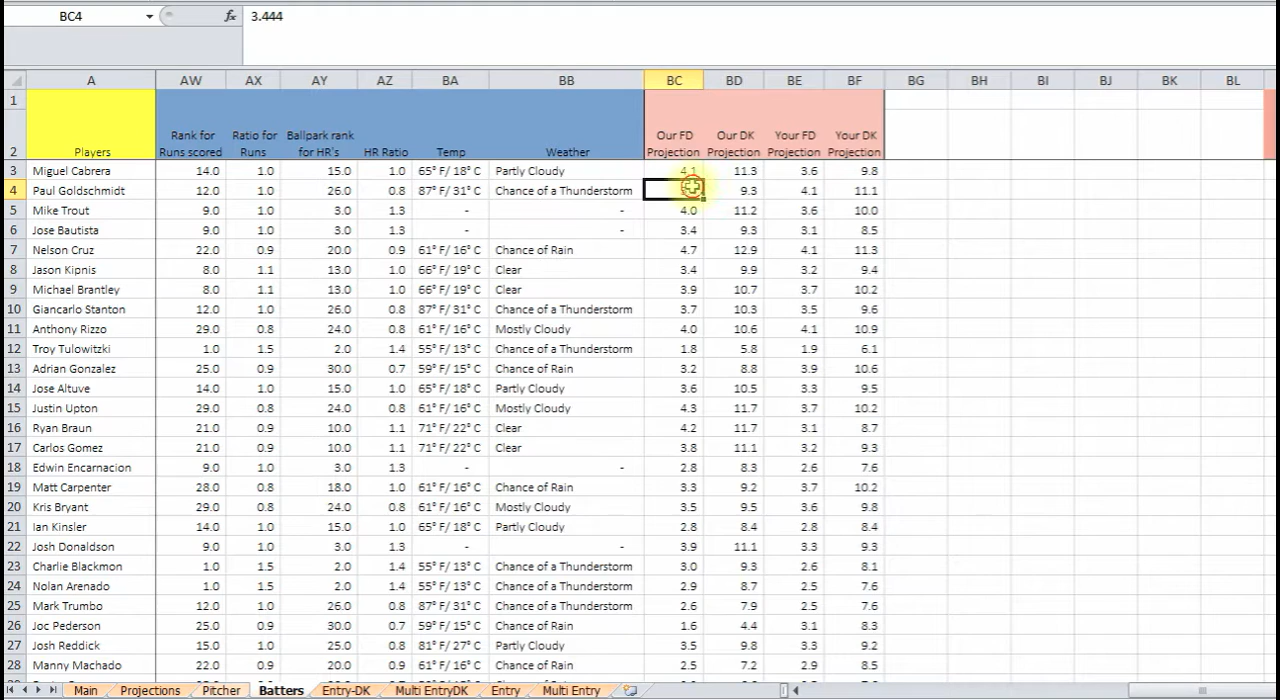 BC4 fx 3.444
A AW AX AY AZ BA BB BC BD BE BF BG BH BI BJ BK BL
1
Rank for Ratio for Ballpark rank Our FD Our DK Your FD Your DK
2 Players Runs scored Runs for HR's HR Ratio Temp Weather Projection Projection Projection Projection
3 Miguel Cabrera 14.0 1.0 15.0 1.0 65° F/ 18° C Partly Cloudy 4.1 11.3 3.6 9.8
4 Paul Goldschmidt 12.0 1.0 26.0 0.8 87° F/ 31° C Chance of a Thunderstorm 9.3 4.1 11.1
5 Mike Trout 9.0 1.0 3.0 1.3 - - 4.0 11.2 3.6 10.0
6 Jose Bautista 9.0 1.0 3.0 1.3 - - 3.4 9.3 3.1 8.5
7 Nelson Cruz 22.0 0.9 20.0 0.9 61° F/ 16° C Chance of Rain 4.7 12.9 4.1 11.3
8 Jason Kipnis 8.0 1.1 13.0 1.0 66° F/ 19° C Clear 3.4 9.9 3.2 9.4
9 Michael Brantley 8.0 1.1 13.0 1.0 66° F/ 19° C Clear 3.9 10.7 3.7 10.2
10 Giancarlo Stanton 12.0 1.0 26.0 0.8 87° F/ 31° C Chance of a Thunderstorm 3.7 10.3 3.5 9.6
11 Anthony Rizzo 29.0 0.8 24.0 0.8 61° F/ 16° C Mostly Cloudy 4.0 10.6 4.1 10.9
12 Troy Tulowitzki 1.0 1.5 2.0 1.4 55° F/ 13° C Chance of a Thunderstorm 1.8 5.8 1.9 6.1
13 Adrian Gonzalez 25.0 0.9 30.0 0.7 59° F/ 15° C Chance of Rain 3.2 8.8 3.9 10.6
14 Jose Altuve 14.0 1.0 15.0 1.0 65° F/ 18° C Partly Cloudy 3.6 10.5 3.3 9.5
15 Justin Upton 29.0 0.8 24.0 0.8 61° F/ 16° C Mostly Cloudy 4.3 11.7 3.7 10.2
16 Ryan Braun 21.0 0.9 10.0 1.1 71° F/ 22° C Clear 4.2 11.7 3.1 8.7
17 Carlos Gomez 21.0 0.9 10.0 1.1 71° F/ 22° C Clear 3.8 11.1 3.2 9.3
18 Edwin Encarnacion 9.0 1.0 3.0 1.3 - - 2.8 8.3 2.6 7.6
19 Matt Carpenter 28.0 0.8 18.0 1.0 61° F/ 16° C Chance of Rain 3.3 9.2 3.7 10.2
20 Kris Bryant 29.0 0.8 24.0 0.8 61° F/ 16° C Mostly Cloudy 3.5 9.5 3.6 9.8
21 Ian Kinsler 14.0 1.0 15.0 1.0 65° F/ 18° C Partly Cloudy 2.8 8.4 2.8 8.4
22 Josh Donaldson 9.0 1.0 3.0 1.3 - - 3.9 11.1 3.3 9.3
23 Charlie Blackmon 1.0 1.5 2.0 1.4 55° F/ 13° C Chance of a Thunderstorm 3.0 9.3 2.6 8.1
24 Nolan Arenado 1.0 1.5 2.0 1.4 55° F/ 13° C Chance of a Thunderstorm 2.9 8.7 2.5 7.6
25 Mark Trumbo 12.0 1.0 26.0 0.8 87° F/ 31° C Chance of a Thunderstorm 2.6 7.9 2.5 7.6
26 Joc Pederson 25.0 0.9 30.0 0.7 59° F/ 15° C Chance of Rain 1.6 4.4 3.1 8.3
27 Josh Reddick 15.0 1.0 25.0 1.0 81° F/ 27° C Partly Cloudy 3.5 9.8 3.3 9.2
28 Manny Machado 22.0 0.9 20.0 0.9 61° F/ 16° C Chance of Rain 2.5 7.2 2.9 8.5
Main Projections Pitcher Batters Entry-DK Multi EntryDK Entry Multi Entry